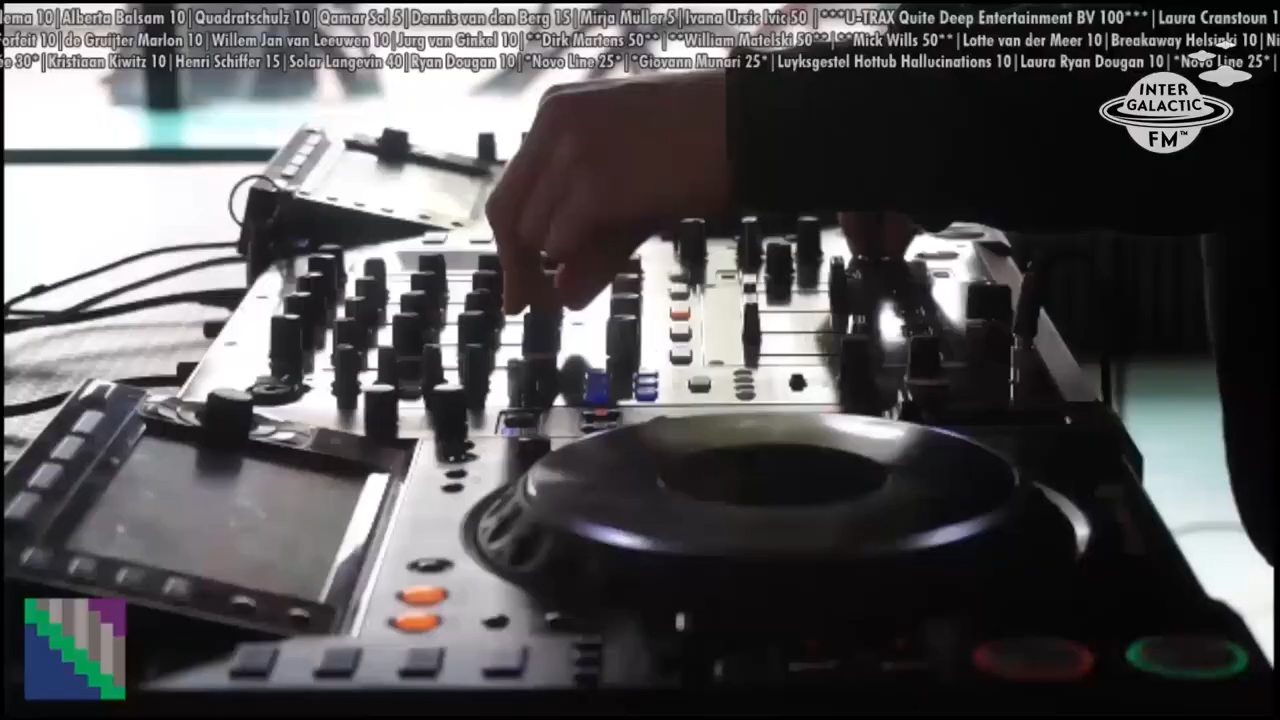 ema 10 | Alberta Balsam 10 | Quadratschulz 10 | Qamar Sol 5 | Dennis van den Berg 15 | Mirja Müller 5 | Ivana Ursic Ivic 50 | ***U-TRAX Quite Deep Entertainment BV 100*** | Laura Cranstoun 1
orfeit 10 | de Gruijter Marlon 10 | Willem Jan van Leeuwen 10 | Jurg van Ginkel 10 | **Dirk Martens 50** | **William Matelski 50** | **Mick Wills 50** | Lotte van der Meer 10 | Breakaway Helsinki 10 | Ni
e 30* | Kristiaan Kiwitz 10 | Henri Schiffer 15 | Solar Langevin 40 | Ryan Dougan 10 | *Novo Line 25* | *Giovann Munari 25* | Luyksgestel Hottub Hallucinations 10 | Laura Ryan Dougan 10 | *Novo Line 25* |
INTER
GALACTIC
FM™